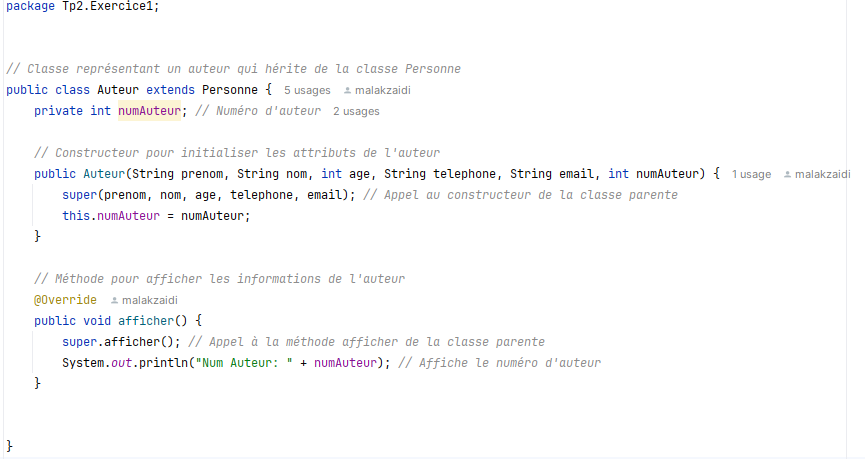 package Tp2.Exercice1;
// Classe représentant un auteur qui hérite de la classe Personne
public class Auteur extends Personne { 5 usages malakzaidi
private int numAuteur; // Numéro d'auteur 2 usages
// Constructeur pour initialiser les attributs de l'auteur
public Auteur(String prenom, String nom, int age, String telephone, String email, int numAuteur) { 1 usage malakzaidi
super(prenom, nom, age, telephone, email); // Appel au constructeur de la classe parente
this.numAuteur = numAuteur;
}
// Méthode pour afficher les informations de l'auteur
@Override malakzaidi
public void afficher() {
super.afficher(); // Appel à la méthode afficher de la classe parente
System.out.println("Num Auteur: " + numAuteur); // Affiche le numéro d'auteur
}
}